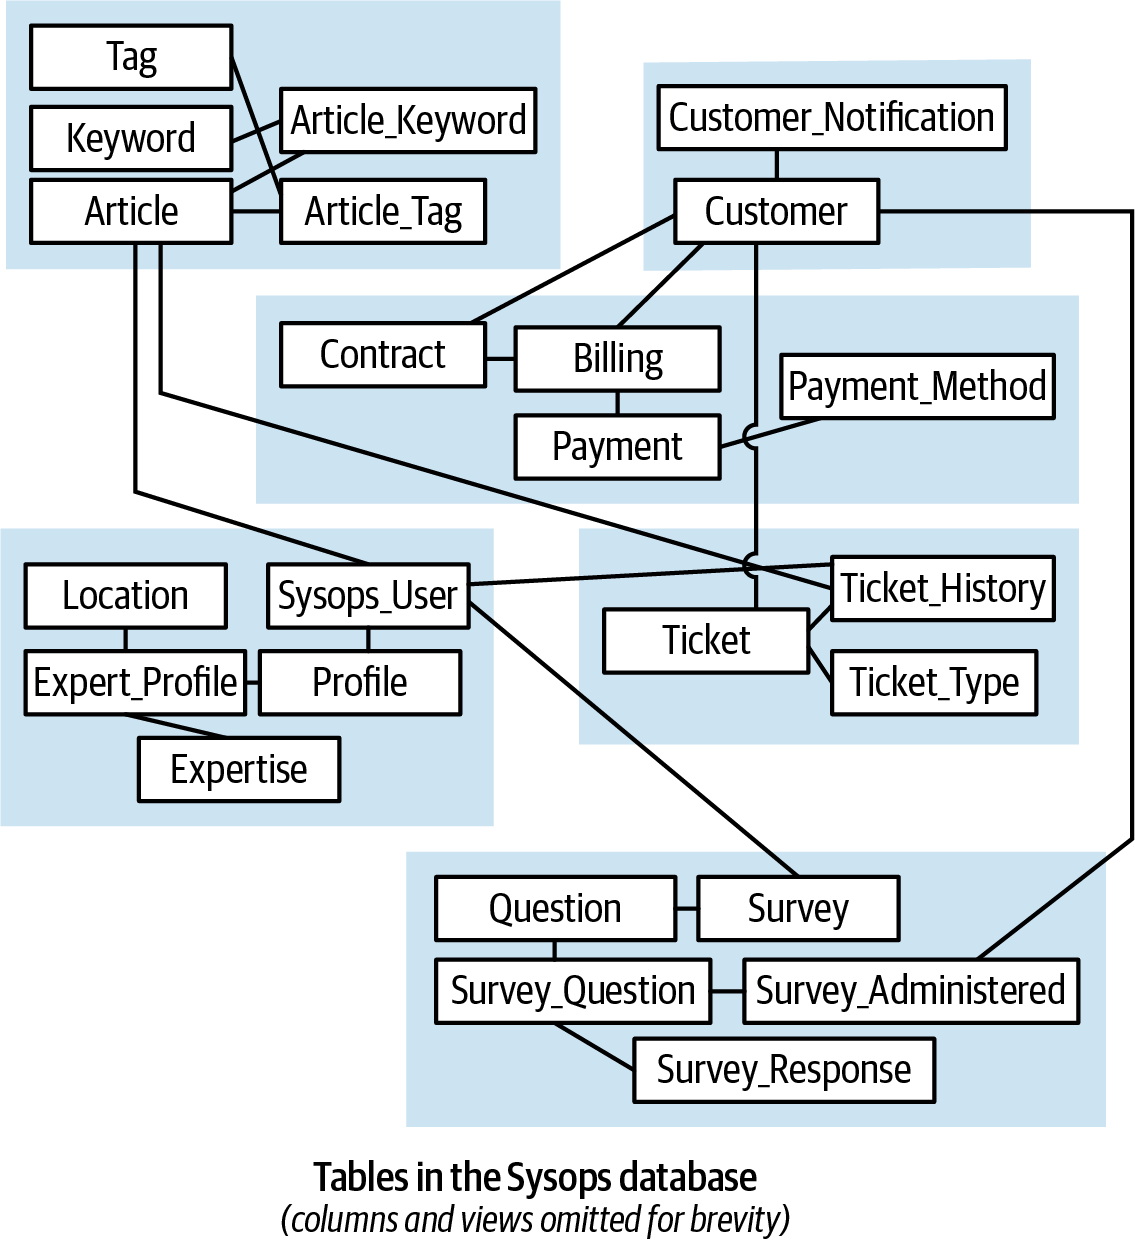 Tag
Keyword
Article_Keyword
Article
Article_Tag
Customer_Notification
Customer
Contract
Billing
Payment_Method
Payment
Location
Sysops_User
Expert_Profile
Profile
Expertise
Ticket_History
Ticket
Ticket_Type
Question
Survey
Survey_Question
Survey_Administered
Survey_Response
Tables in the Sysops database
(columns and views omitted for brevity)